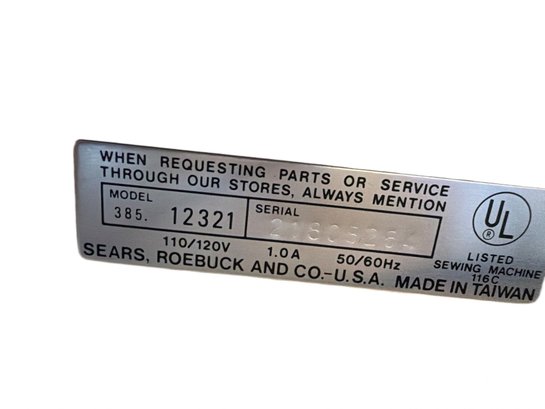 WHEN REQUESTING PARTS OR SERVICE
THROUGH OUR STORES, ALWAYS MENTION
MODEL
385. 12321
SERIAL
110/120V 1.0A 50/60Hz
SEARS, ROEBUCK AND CO.-U.S.A. MADE IN TAIWAN
UL
®
LISTED
SEWING MACHINE
116C